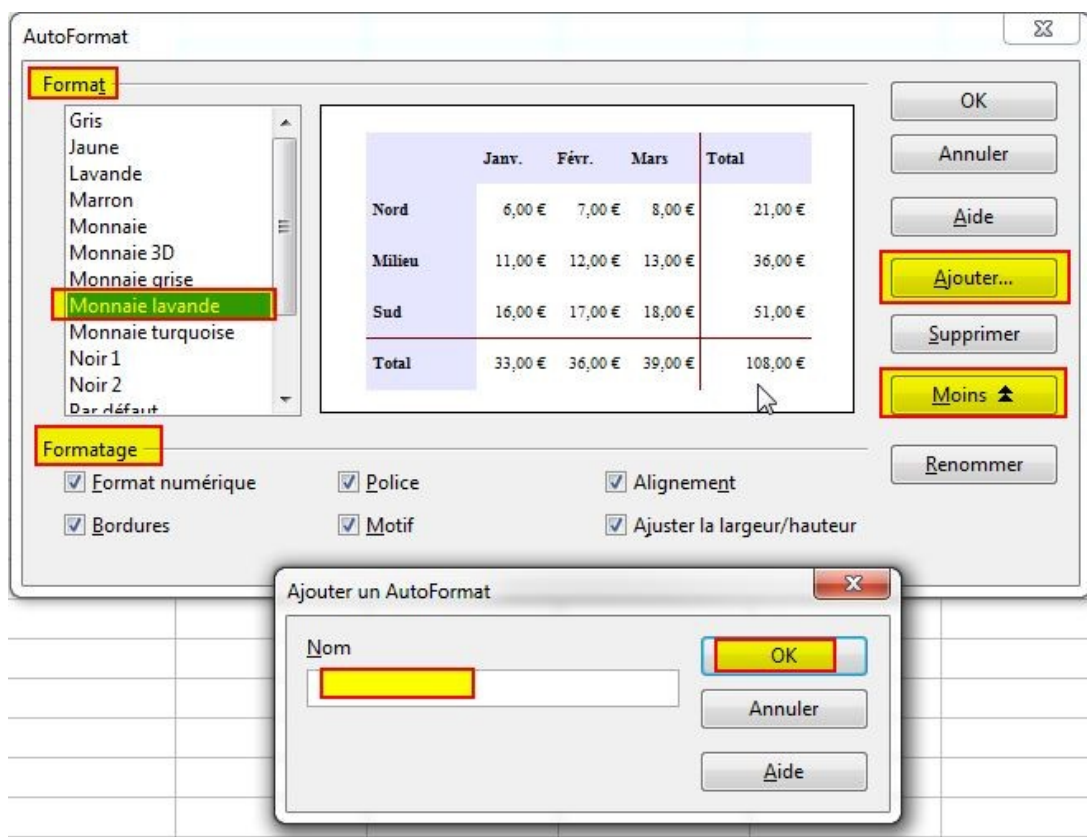 AutoFormat
Format
Gris
Jaune
Lavande
Marron
Monnaie
Monnaie 3D
Monnaie grise
Monnaie lavande
Monnaie turquoise
Noir 1
Noir 2
Par défaut
Janv. Févr. Mars Total
Nord 6,00 € 7,00 € 8,00 € 21,00 €
Milieu 11,00 € 12,00 € 13,00 € 36,00 €
Sud 16,00 € 17,00 € 18,00 € 51,00 €
Total 33,00 € 36,00 € 39,00 € 108,00 €
OK
Annuler
Aide
Ajouter...
Supprimer
Moins
Renommer
Formatage
Format numérique Police Alignement
Bordures Motif Ajuster la largeur/hauteur
Ajouter un AutoFormat
Nom
OK
Annuler
Aide